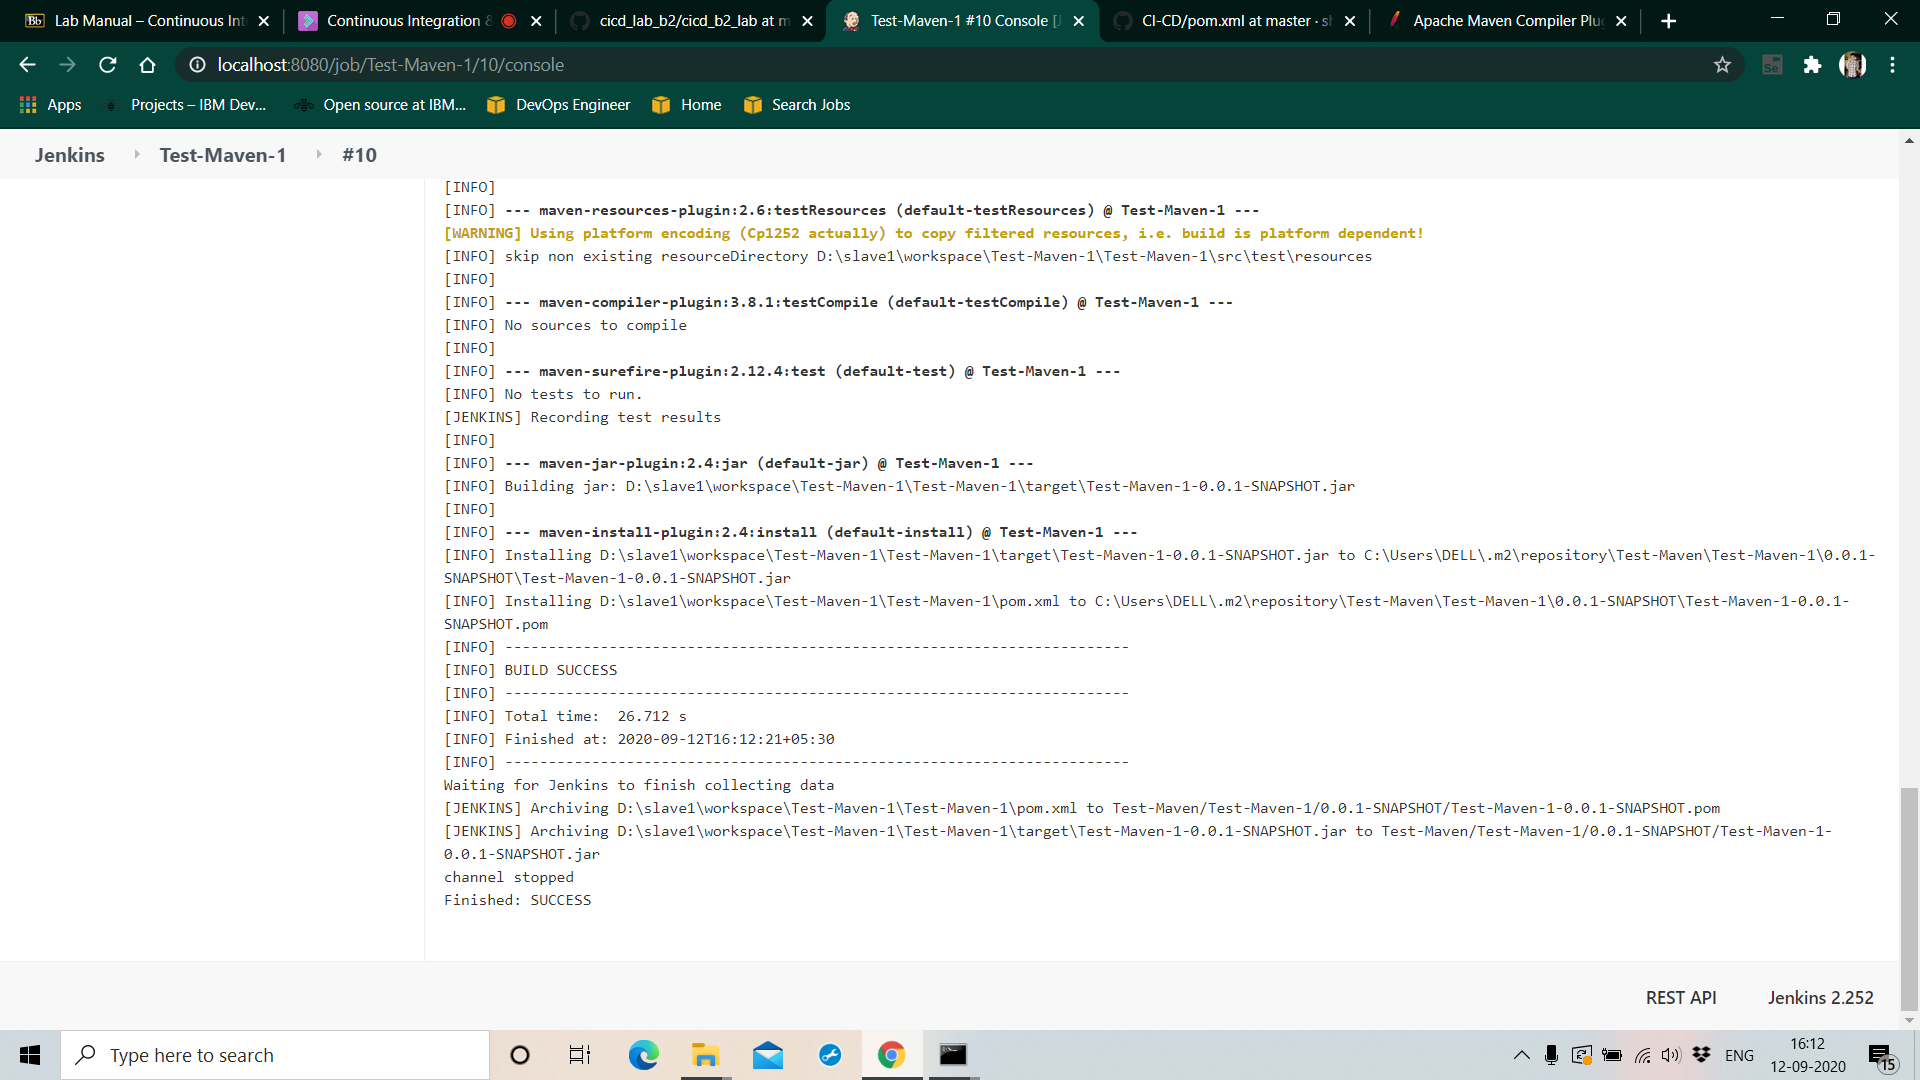 Lab Manual – Continuous Int
Continuous Integration &
cicd_lab_b2/cicd_b2_lab at m
Test-Maven-1 #10 Console [J
CI-CD/pom.xml at master · sh
Apache Maven Compiler Plug
localhost:8080/job/Test-Maven-1/10/console
Apps
Projects – IBM Dev...
Open source at IBM...
DevOps Engineer
Home
Search Jobs
Jenkins
Test-Maven-1
#10
[INFO]
[INFO] --- maven-resources-plugin:2.6:testResources (default-testResources) @ Test-Maven-1 ---
[WARNING] Using platform encoding (Cp1252 actually) to copy filtered resources, i.e. build is platform dependent!
[INFO] skip non existing resourceDirectory D:\slave1\workspace\Test-Maven-1\Test-Maven-1\src\test\resources
[INFO]
[INFO] --- maven-compiler-plugin:3.8.1:testCompile (default-testCompile) @ Test-Maven-1 ---
[INFO] No sources to compile
[INFO]
[INFO] --- maven-surefire-plugin:2.12.4:test (default-test) @ Test-Maven-1 ---
[INFO] No tests to run.
[JENKINS] Recording test results
[INFO]
[INFO] --- maven-jar-plugin:2.4:jar (default-jar) @ Test-Maven-1 ---
[INFO] Building jar: D:\slave1\workspace\Test-Maven-1\Test-Maven-1\target\Test-Maven-1-0.0.1-SNAPSHOT.jar
[INFO]
[INFO] --- maven-install-plugin:2.4:install (default-install) @ Test-Maven-1 ---
[INFO] Installing D:\slave1\workspace\Test-Maven-1\Test-Maven-1\target\Test-Maven-1-0.0.1-SNAPSHOT.jar to C:\Users\DELL\.m2\repository\Test-Maven\Test-Maven-1\0.0.1-
SNAPSHOT\Test-Maven-1-0.0.1-SNAPSHOT.jar
[INFO] Installing D:\slave1\workspace\Test-Maven-1\Test-Maven-1\pom.xml to C:\Users\DELL\.m2\repository\Test-Maven\Test-Maven-1\0.0.1-SNAPSHOT\Test-Maven-1-0.0.1-
SNAPSHOT.pom
[INFO] ------------------------------------------------------------------------
[INFO] BUILD SUCCESS
[INFO] ------------------------------------------------------------------------
[INFO] Total time:  26.712 s
[INFO] Finished at: 2020-09-12T16:12:21+05:30
[INFO] ------------------------------------------------------------------------
Waiting for Jenkins to finish collecting data
[JENKINS] Archiving D:\slave1\workspace\Test-Maven-1\Test-Maven-1\pom.xml to Test-Maven/Test-Maven-1/0.0.1-SNAPSHOT/Test-Maven-1-0.0.1-SNAPSHOT.pom
[JENKINS] Archiving D:\slave1\workspace\Test-Maven-1\Test-Maven-1\target\Test-Maven-1-0.0.1-SNAPSHOT.jar to Test-Maven/Test-Maven-1/0.0.1-SNAPSHOT/Test-Maven-1-
0.0.1-SNAPSHOT.jar
channel stopped
Finished: SUCCESS
REST API
Jenkins 2.252
Type here to search
ENG
16:12
12-09-2020
15